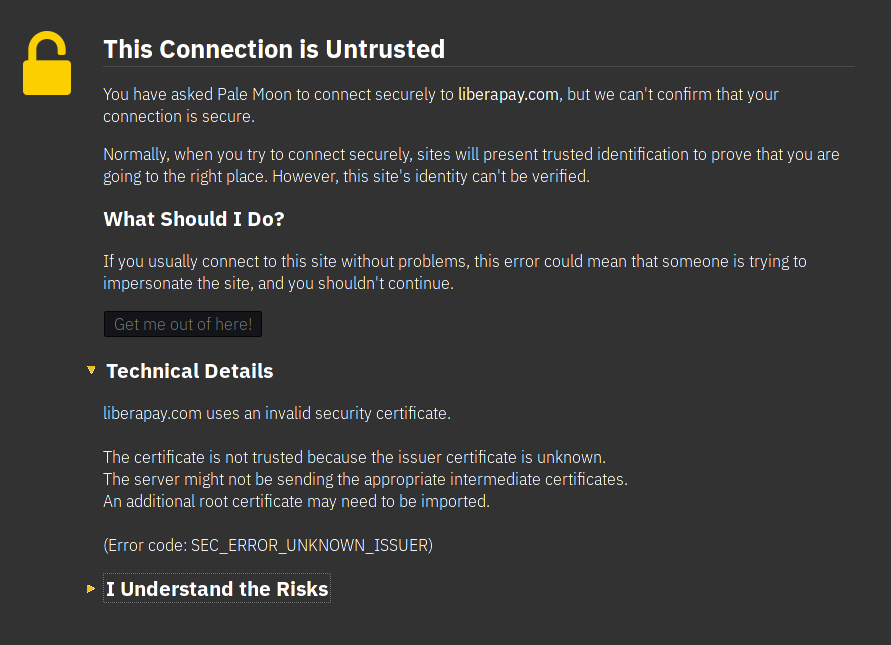 This Connection is Untrusted
You have asked Pale Moon to connect securely to liberapay.com, but we can't confirm that your
connection is secure.
Normally, when you try to connect securely, sites will present trusted identification to prove that you are
going to the right place. However, this site's identity can't be verified.
What Should I Do?
If you usually connect to this site without problems, this error could mean that someone is trying to
impersonate the site, and you shouldn't continue.
Get me out of here!
Technical Details
liberapay.com uses an invalid security certificate.
The certificate is not trusted because the issuer certificate is unknown.
The server might not be sending the appropriate intermediate certificates.
An additional root certificate may need to be imported.
(Error code: SEC_ERROR_UNKNOWN_ISSUER)
I Understand the Risks